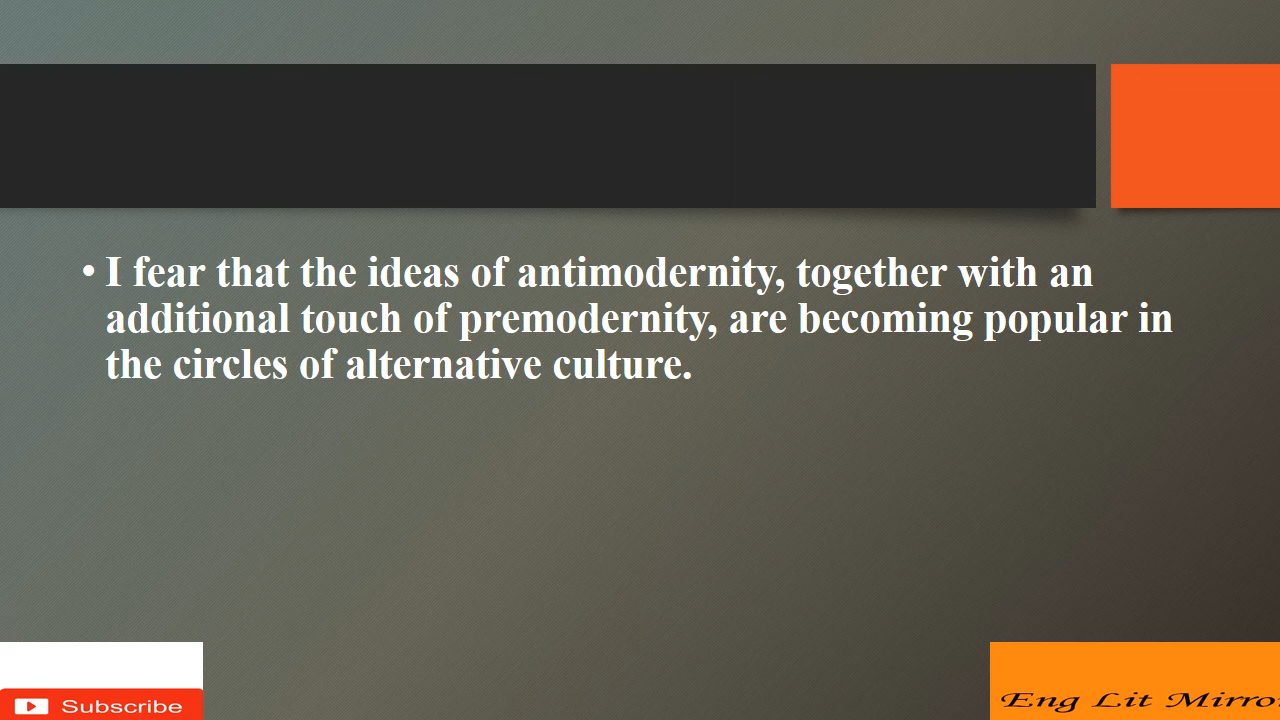 • I fear that the ideas of antimodernity, together with an
additional touch of premodernity, are becoming popular in
the circles of alternative culture.
Subscribe
Eng Lit Mirro